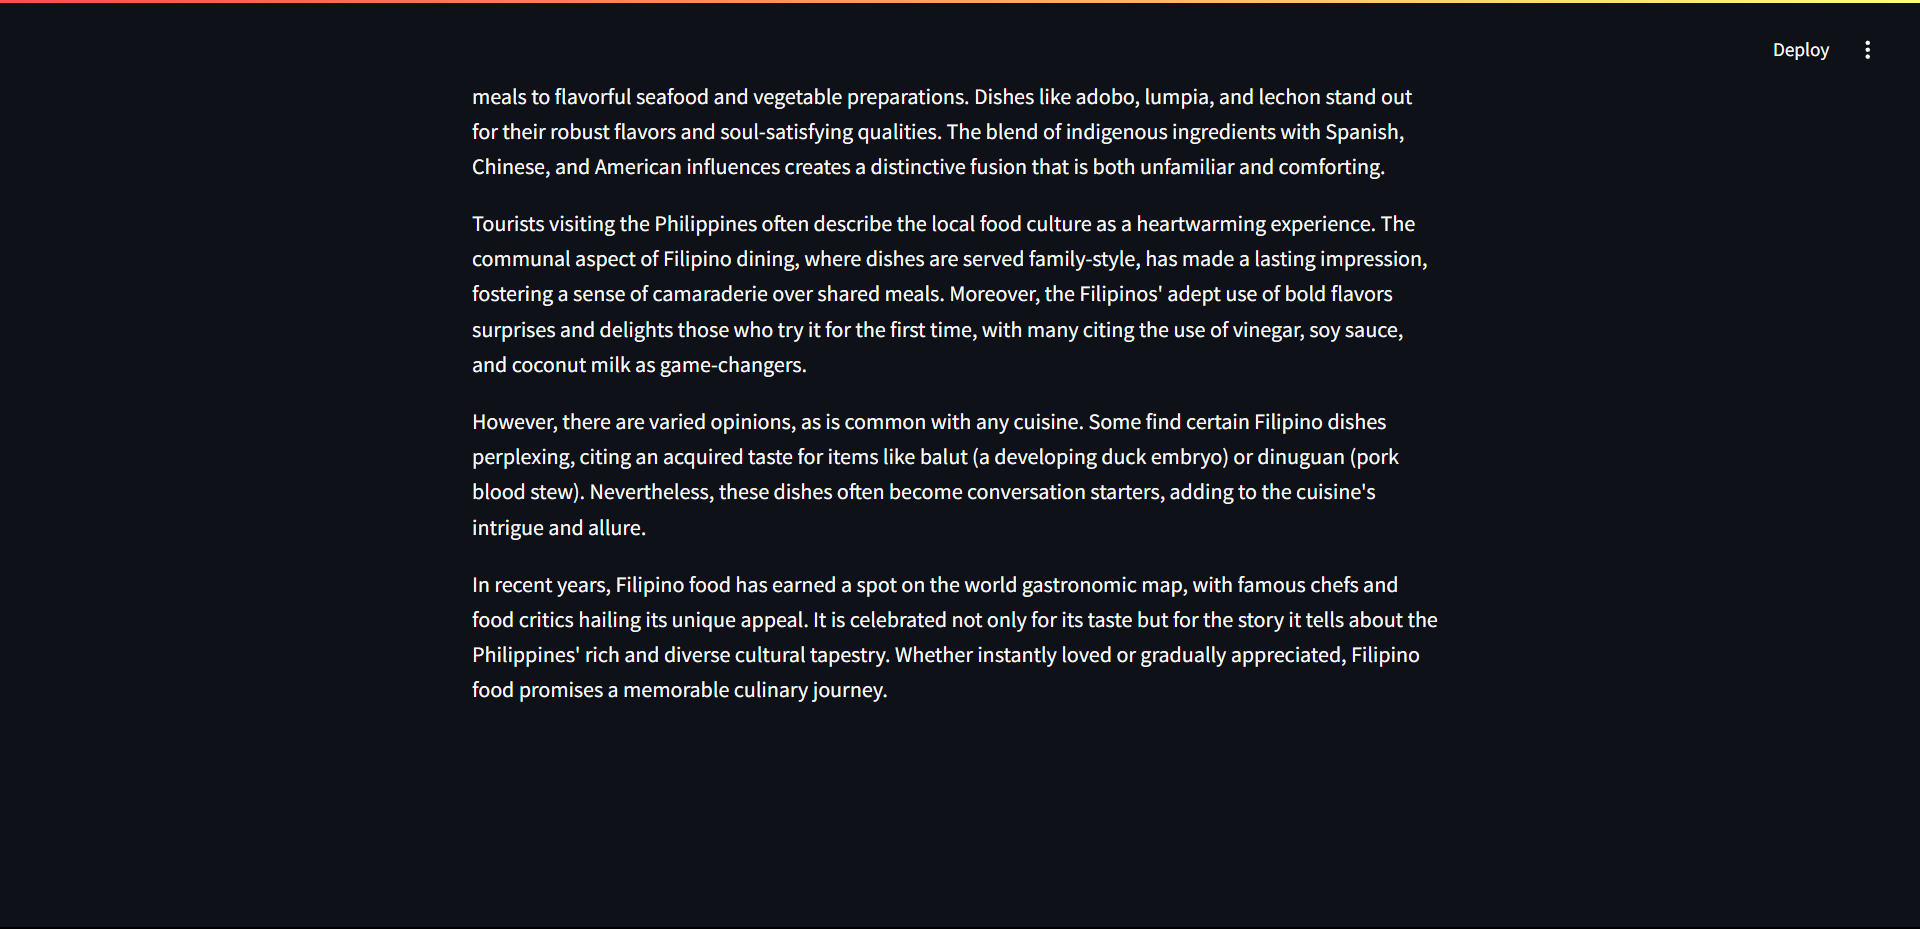 Deploy
meals to flavorful seafood and vegetable preparations. Dishes like adobo, lumpia, and lechon stand out
for their robust flavors and soul-satisfying qualities. The blend of indigenous ingredients with Spanish,
Chinese, and American influences creates a distinctive fusion that is both unfamiliar and comforting.
Tourists visiting the Philippines often describe the local food culture as a heartwarming experience. The
communal aspect of Filipino dining, where dishes are served family-style, has made a lasting impression,
fostering a sense of camaraderie over shared meals. Moreover, the Filipinos' adept use of bold flavors
surprises and delights those who try it for the first time, with many citing the use of vinegar, soy sauce,
and coconut milk as game-changers.
However, there are varied opinions, as is common with any cuisine. Some find certain Filipino dishes
perplexing, citing an acquired taste for items like balut (a developing duck embryo) or dinuguan (pork
blood stew). Nevertheless, these dishes often become conversation starters, adding to the cuisine's
intrigue and allure.
In recent years, Filipino food has earned a spot on the world gastronomic map, with famous chefs and
food critics hailing its unique appeal. It is celebrated not only for its taste but for the story it tells about the
Philippines' rich and diverse cultural tapestry. Whether instantly loved or gradually appreciated, Filipino
food promises a memorable culinary journey.